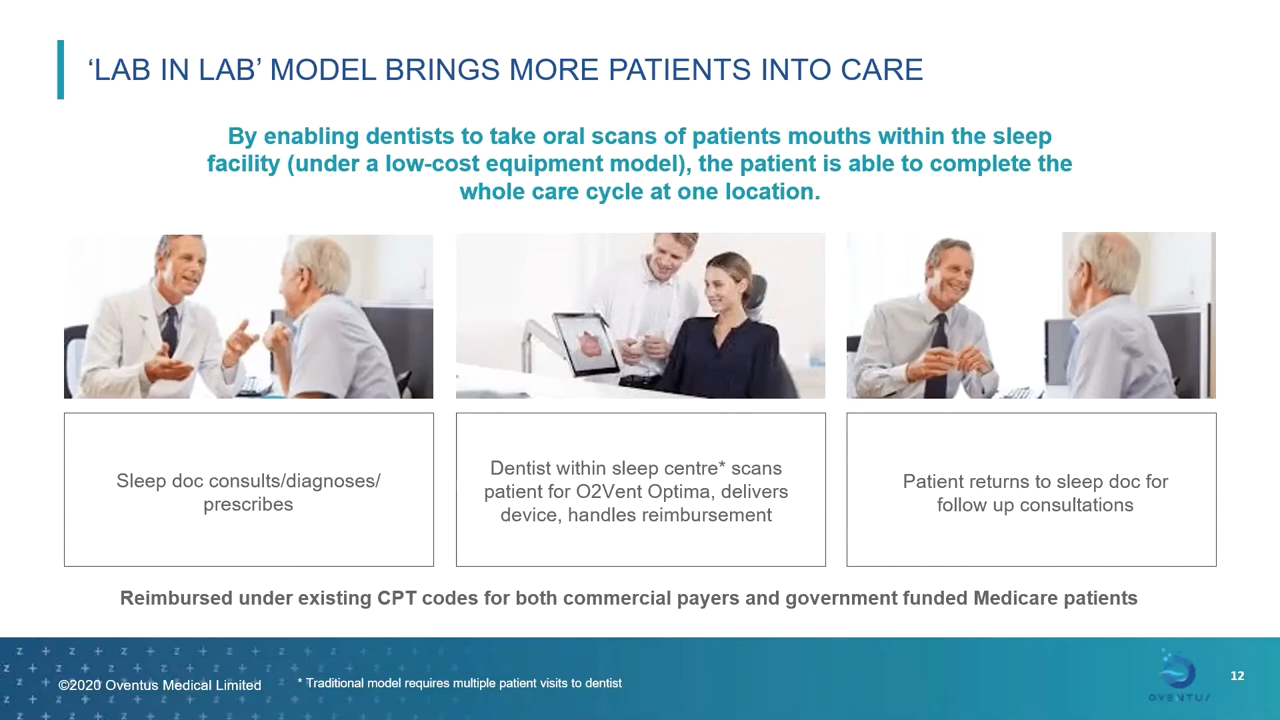 ‘LAB IN LAB’ MODEL BRINGS MORE PATIENTS INTO CARE
By enabling dentists to take oral scans of patients mouths within the sleep
facility (under a low-cost equipment model), the patient is able to complete the
whole care cycle at one location.
Sleep doc consults/diagnoses/
prescribes
Dentist within sleep centre* scans
patient for O2Vent Optima, delivers
device, handles reimbursement
Patient returns to sleep doc for
follow up consultations
Reimbursed under existing CPT codes for both commercial payers and government funded Medicare patients
©2020 Oventus Medical Limited
* Traditional model requires multiple patient visits to dentist
OVENTUS
12